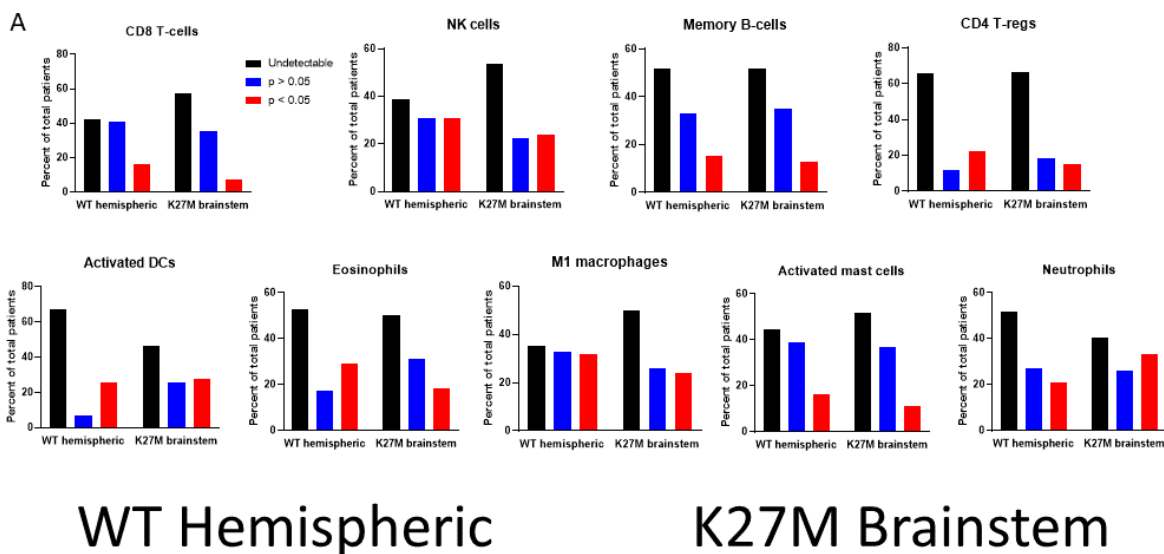 A
CD8 T-cells
Percent of total patients
80
60
40
20
0
WT hemispheric K27M brainstem
Undetectable
p > 0.05
p < 0.05
NK cells
Percent of total patients
60
40
20
0
WT hemispheric K27M brainstem
Memory B-cells
Percent of total patients
60
40
20
0
WT hemispheric K27M brainstem
CD4 T-regs
Percent of total patients
80
60
40
20
0
WT hemispheric K27M brainstem
Activated DCs
Percent of total patients
80
60
40
20
0
WT hemispheric K27M brainstem
Eosinophils
Percent of total patients
60
40
20
0
WT hemispheric K27M brainstem
M1 macrophages
Percent of total patients
60
40
20
0
WT hemispheric K27M brainstem
Activated mast cells
Percent of total patients
60
40
20
0
WT hemispheric K27M brainstem
Neutrophils
Percent of total patients
60
40
20
0
WT hemispheric K27M brainstem
WT Hemispheric K27M Brainstem